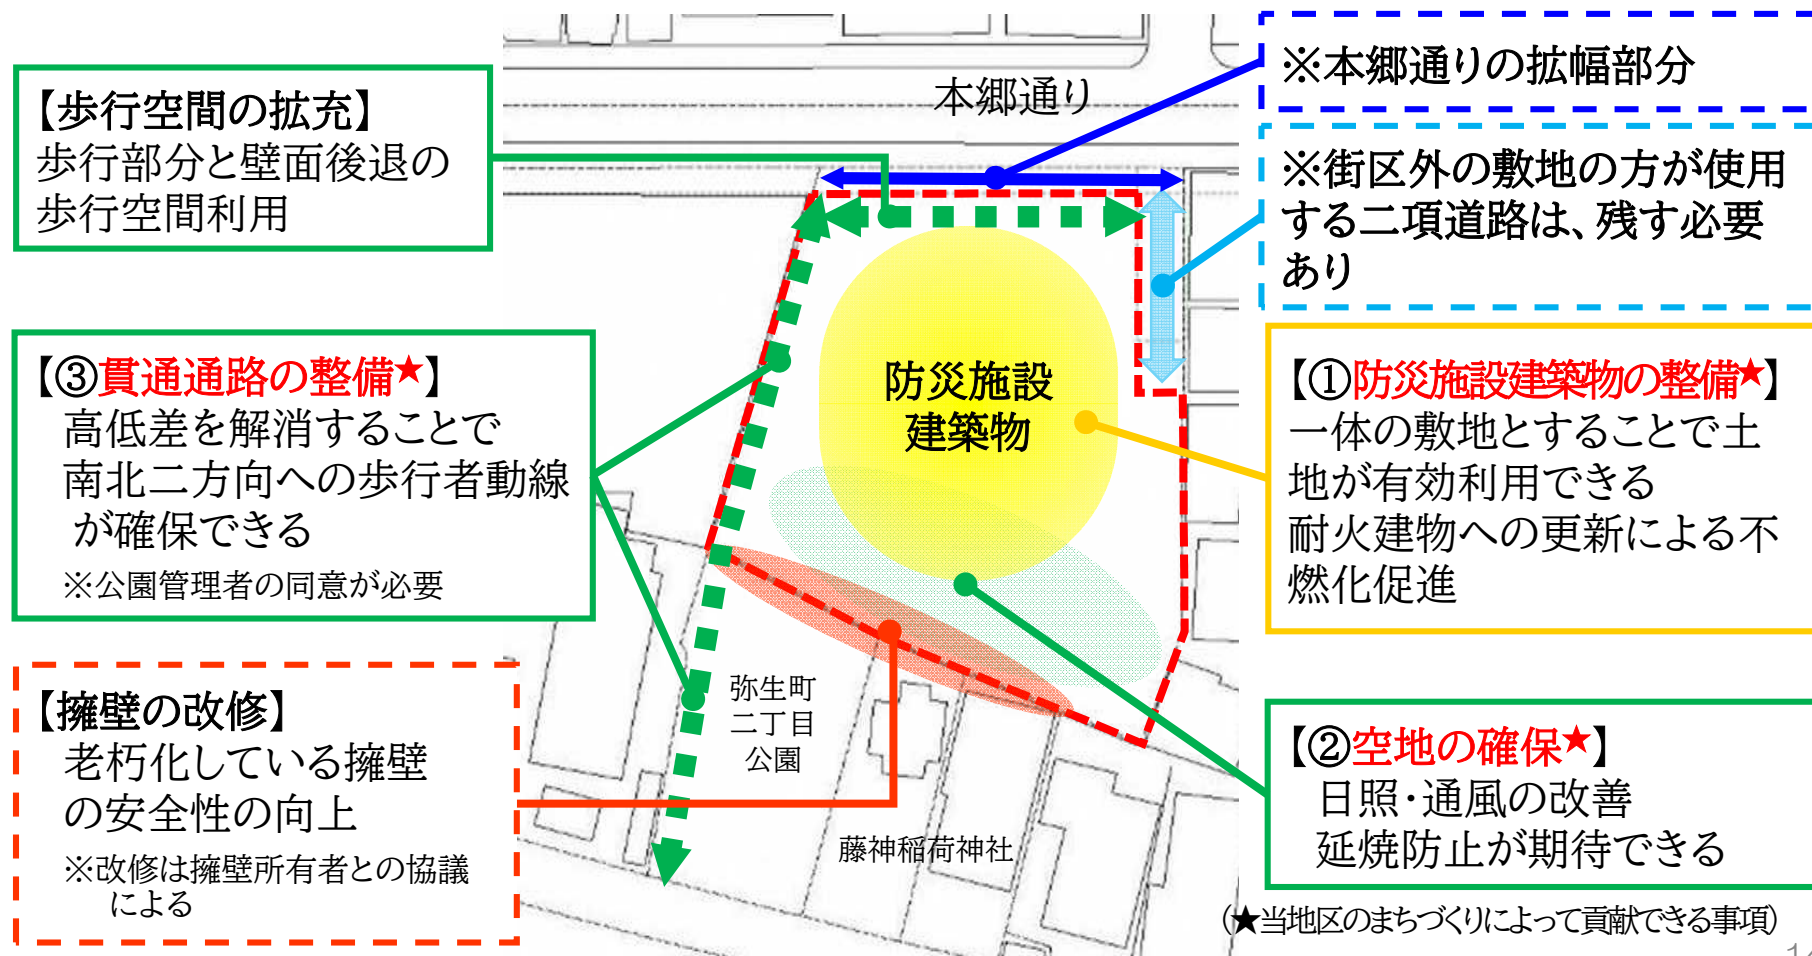 【歩行空間の拡充】
歩行部分と壁面後退の
歩行空間利用
本郷通り
※本郷通りの拡幅部分
※街区外の敷地の方が使用
する二項道路は、残す必要
あり
【③貫通通路の整備★】
高低差を解消することで
南北二方向への歩行者動線
が確保できる
※公園管理者の同意が必要
防災施設
建築物
【①防災施設建築物の整備★】
一体の敷地とすることで土
地が有効利用できる
耐火建物への更新による不
燃化促進
【擁壁の改修】
老朽化している擁壁
の安全性の向上
※改修は擁壁所有者との協議
による
弥生町
二丁目
公園
藤神稲荷神社
【②空地の確保★】
日照・通風の改善
延焼防止が期待できる
(★当地区のまちづくりによって貢献できる事項)